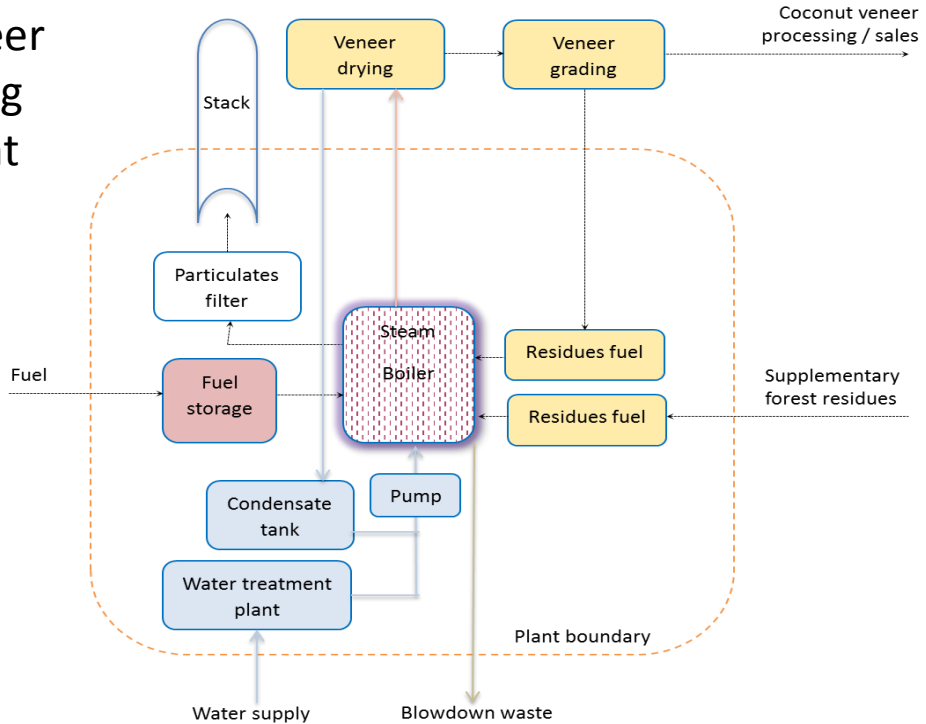 eer
g
t
Stack
Veneer
drying
Veneer
grading
Coconut veneer
processing / sales
Particulates
filter
Steam
Boiler
Residues fuel
Fuel
Fuel
storage
Residues fuel
Supplementary
forest residues
Condensate
tank
Pump
Water treatment
plant
Plant boundary
Water supply
Blowdown waste